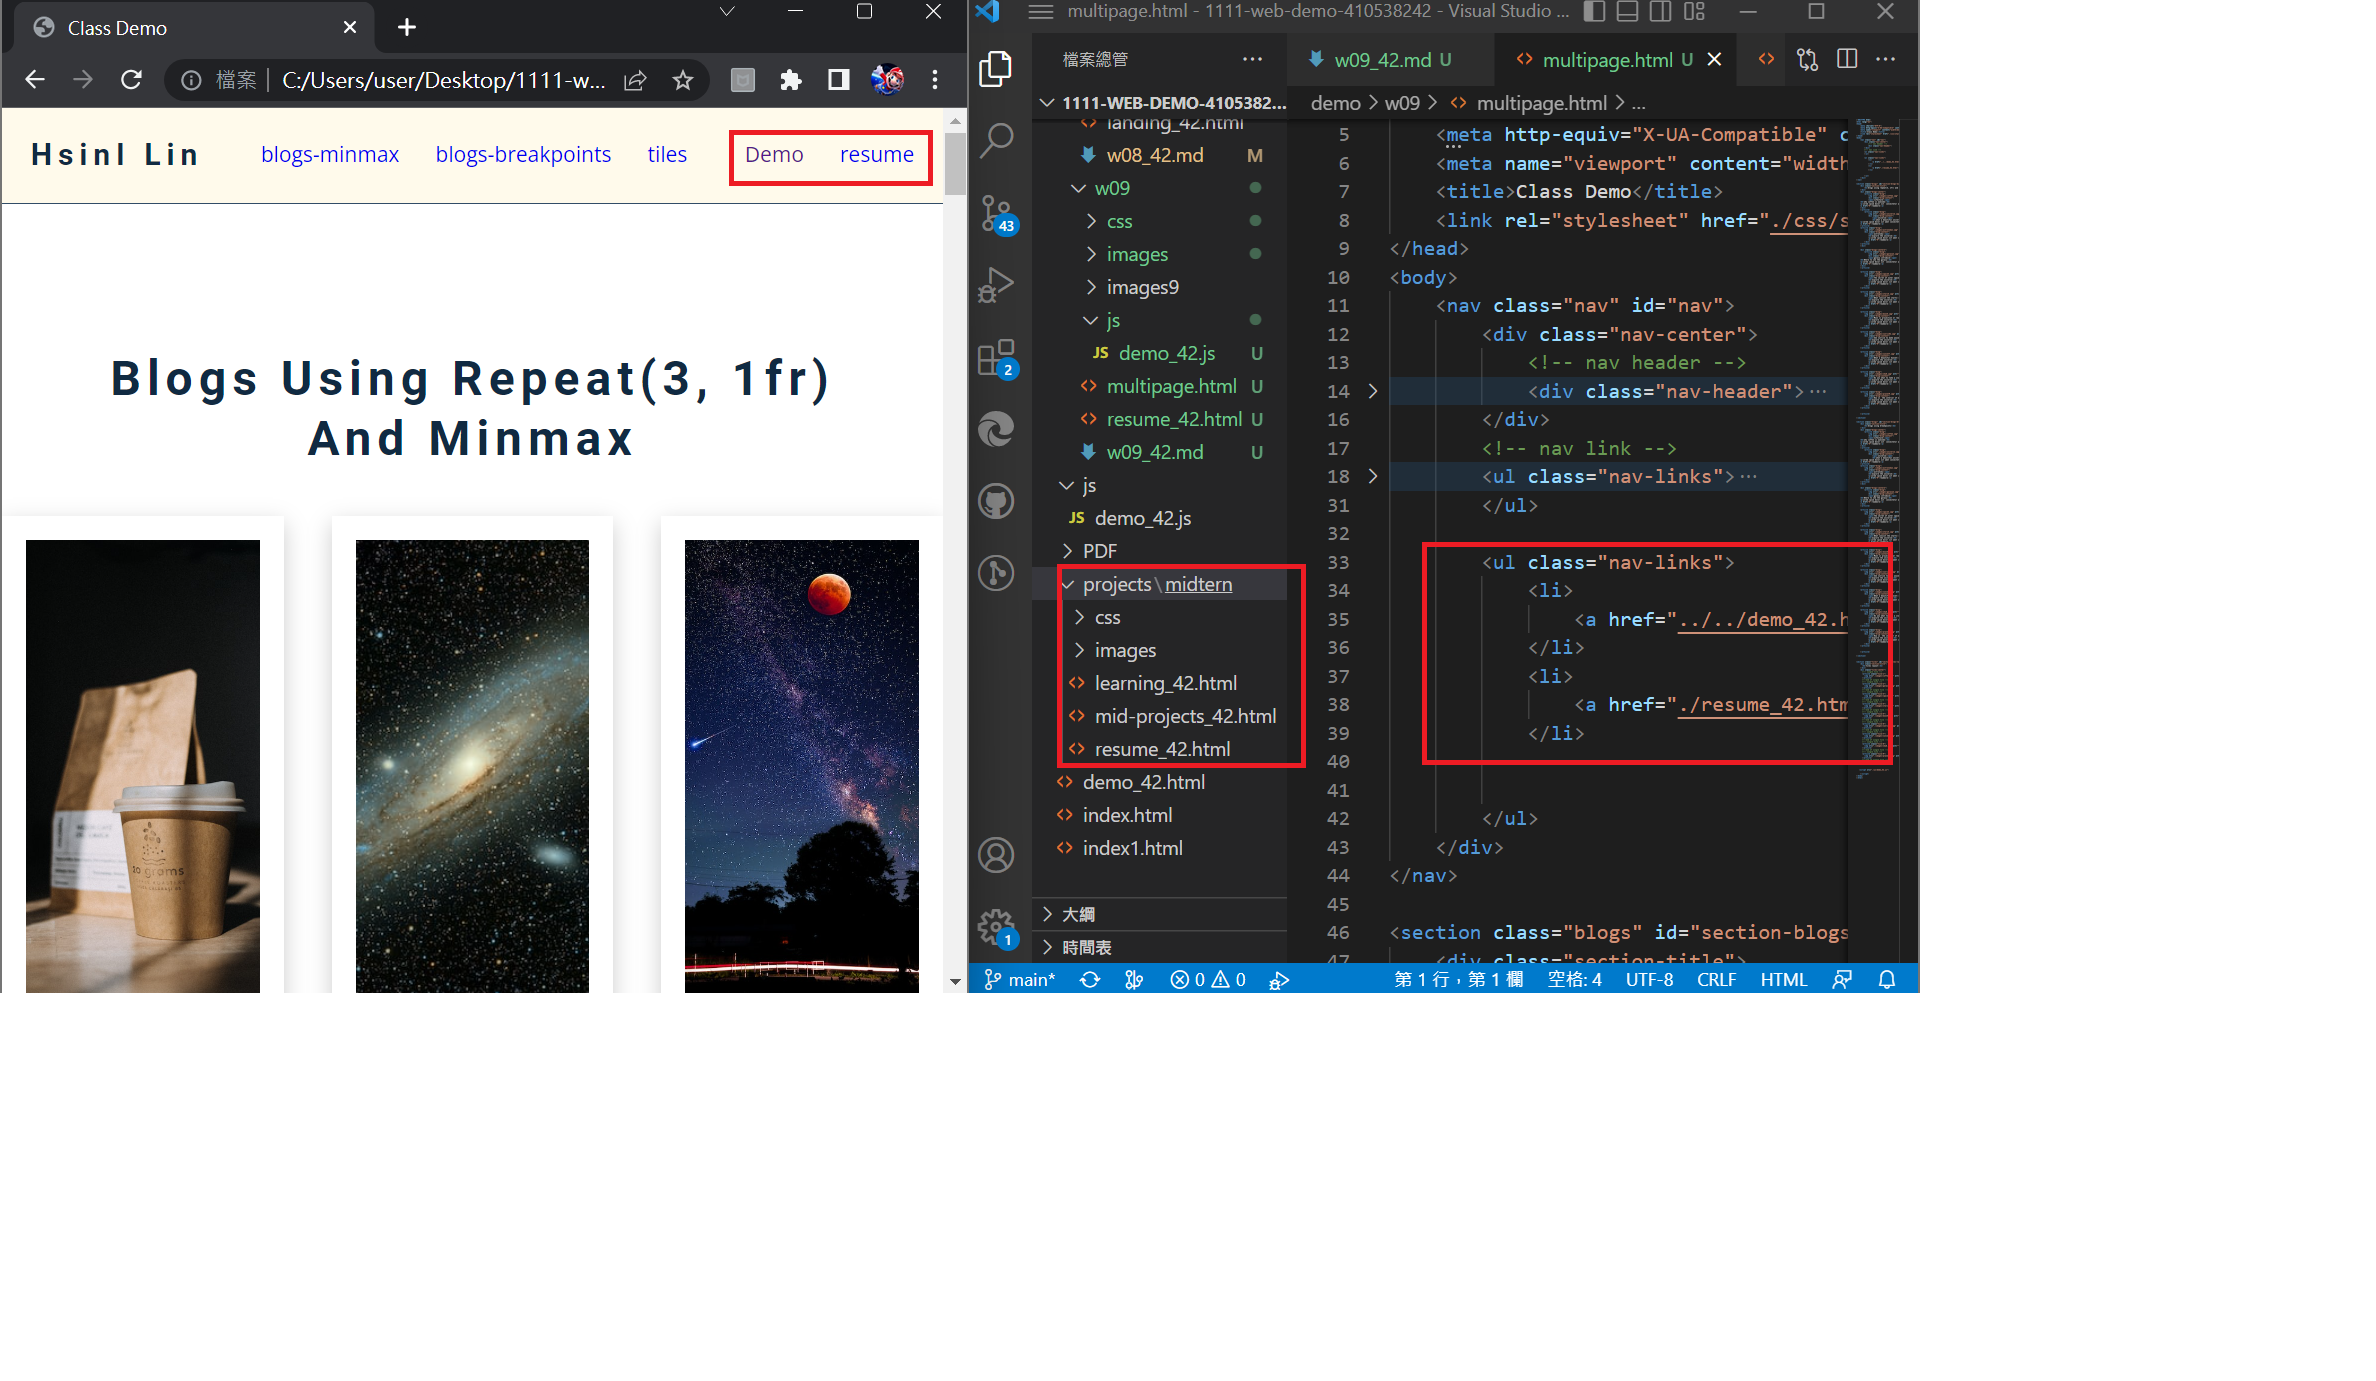 Class Demo
檔案 C:/Users/user/Desktop/1111-w...
HsinI Lin
blogs-minmax
blogs-breakpoints
tiles
Demo
resume
Blogs Using Repeat(3, 1fr)
And Minmax
10 grams
multipage.html - 1111-web-demo-410538242 - Visual Studio ...
檔案總管
1111-WEB-DEMO-4105382...
landing_42.html
w08_42.md M
w09
css
images
images9
js
JS demo_42.js U
multipage.html U
resume_42.html U
w09_42.md U
js
JS demo_42.js
PDF
projects\midtern
css
images
learning_42.html
mid-projects_42.html
resume_42.html
demo_42.html
index.html
index1.html
大綱
時間表
43
2
1
w09_42.md U
multipage.html U
demo > w09 > multipage.html > ...
5 <meta http-equiv="X-UA-Compatible" c
6 <meta name="viewport" content="width
7 <title>Class Demo</title>
8 <link rel="stylesheet" href="./css/s
9 </head>
10 <body>
11 <nav class="nav" id="nav">
12 <div class="nav-center">
13 <!-- nav header -->
14 <div class="nav-header">...
16 </div>
17 <!-- nav link -->
18 <ul class="nav-links">...
31 </ul>
32
33 <ul class="nav-links">
34 <li>
35 <a href="../../demo_42.h
36 </li>
37 <li>
38 <a href="./resume_42.htm
39 </li>
40
41
42 </ul>
43 </div>
44 </nav>
45
46 <section class="blogs" id="section-blogs
47 <div class="section-title">
main* 0 0 第 1 行，第 1 欄 空格: 4 UTF-8 CRLF HTML